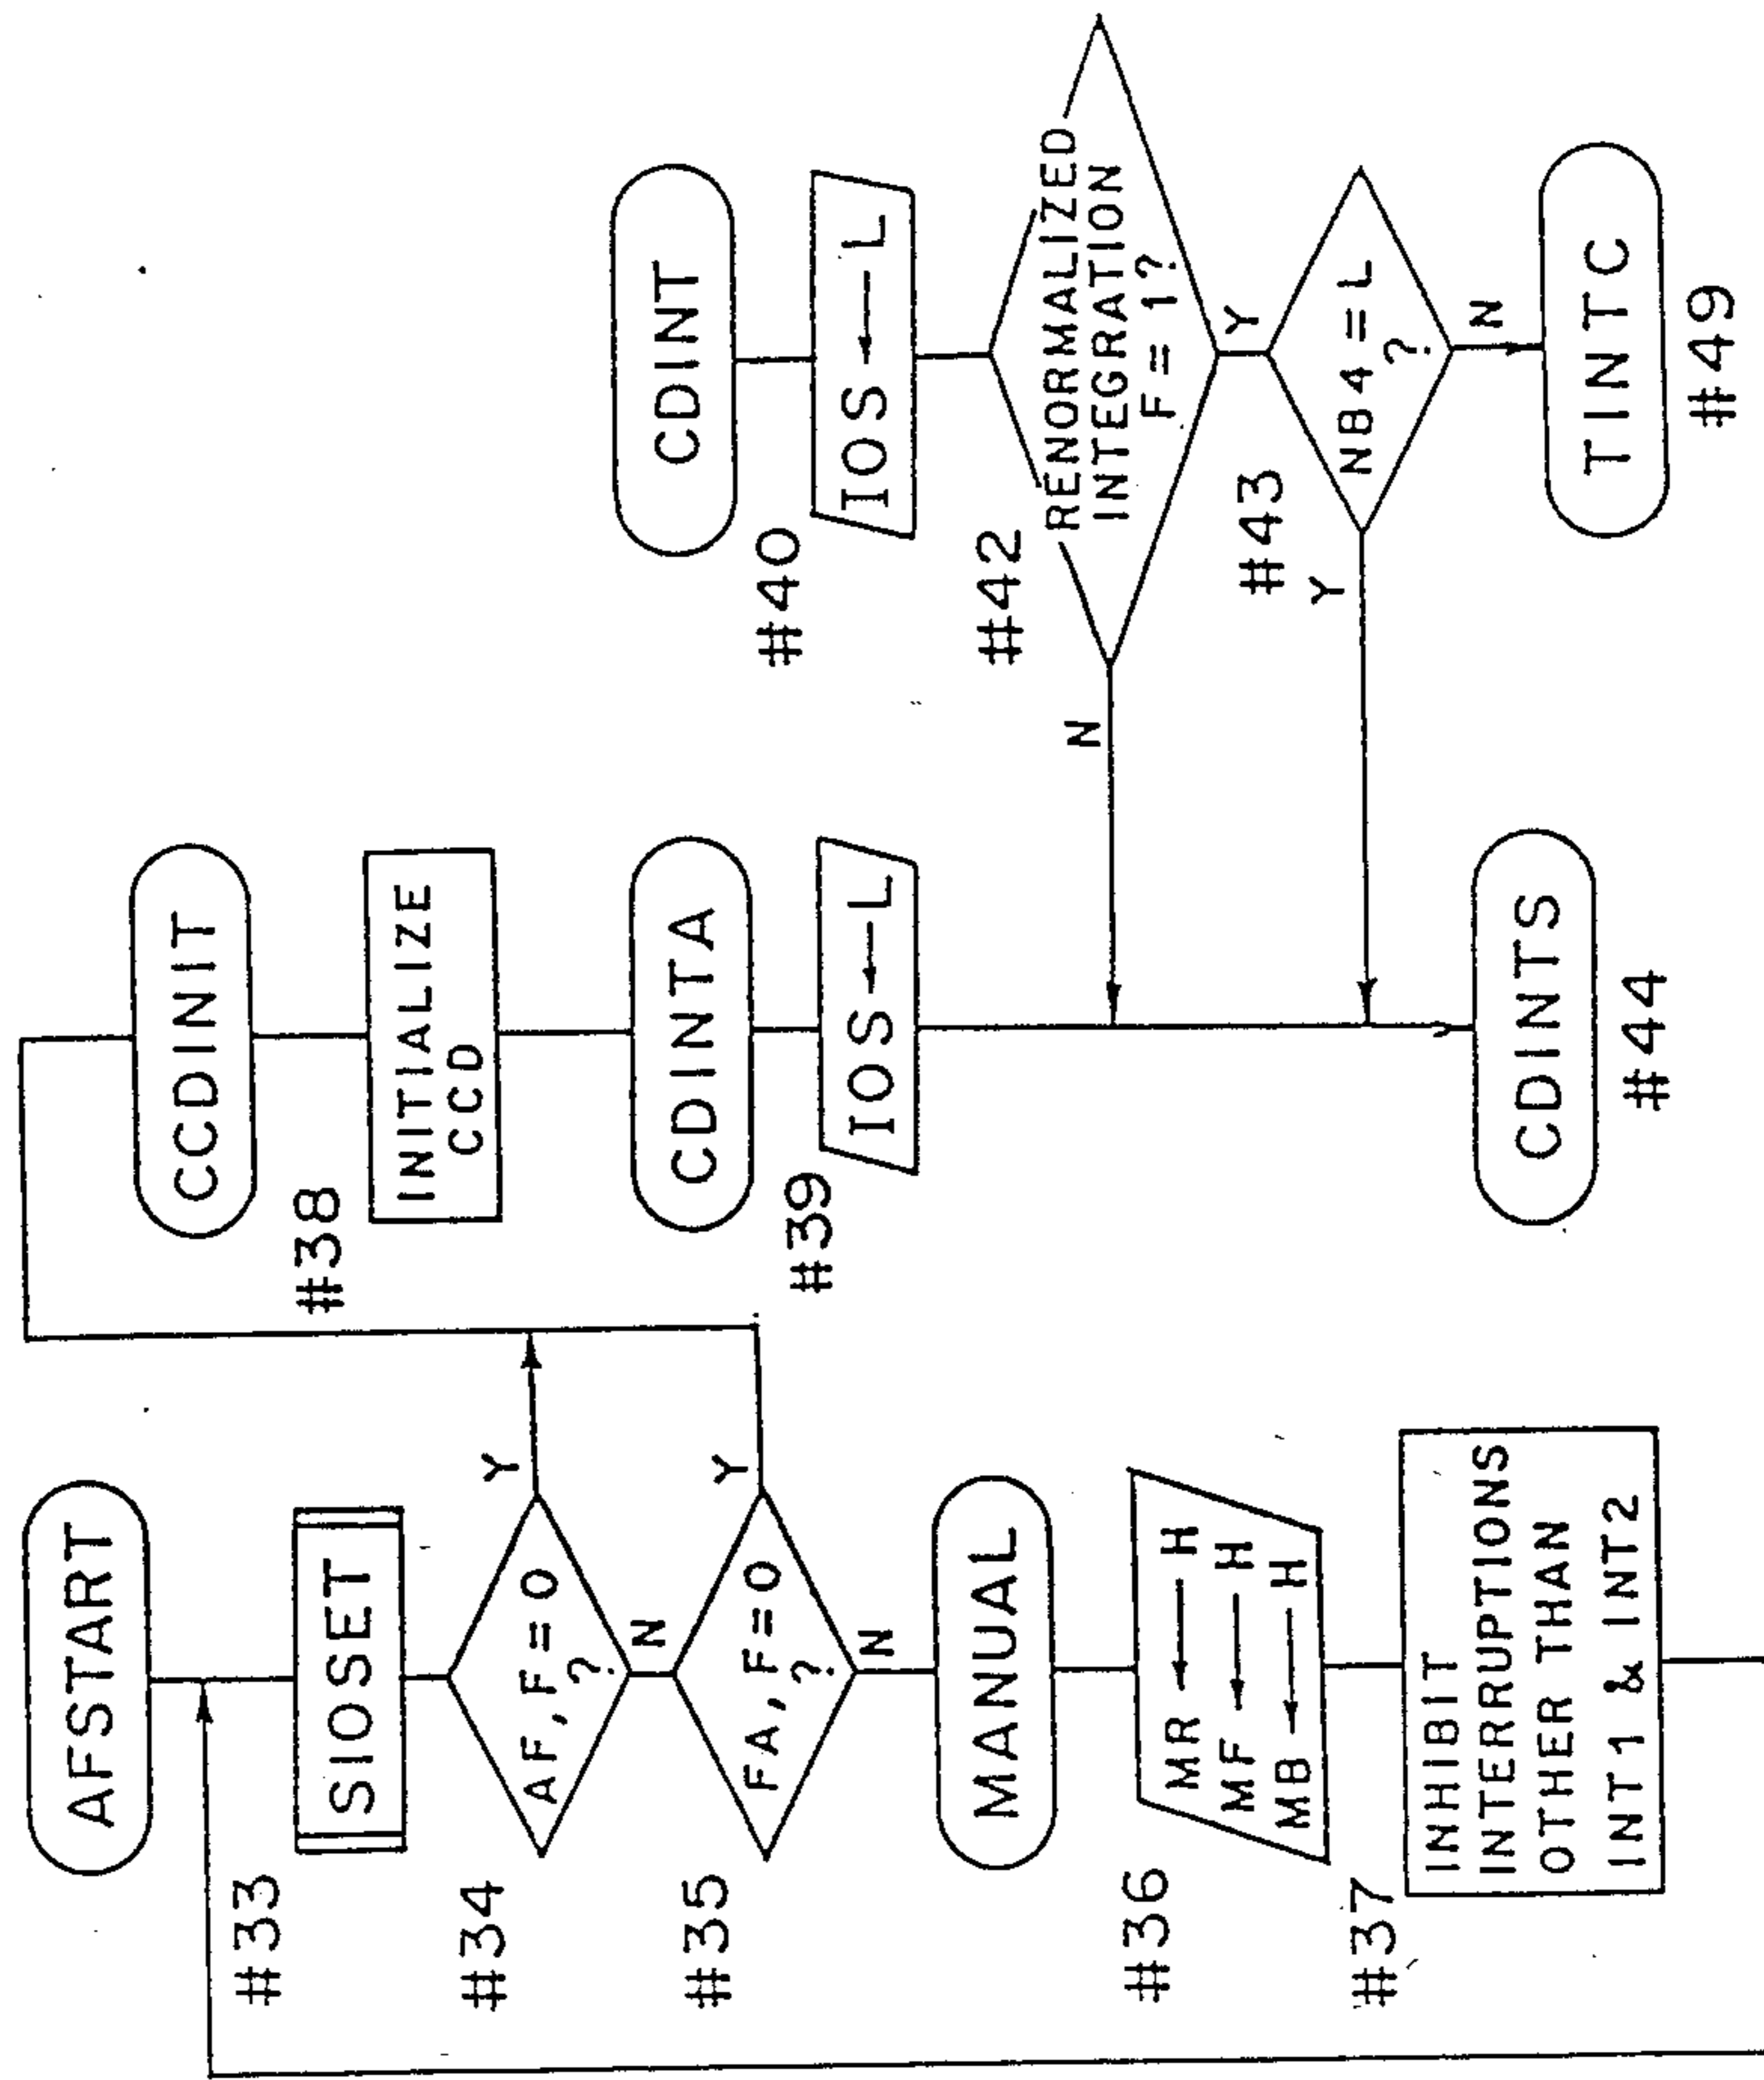 AFSTART
#33
SIOSET
#34
AF, F=0
?
Y
N
#35
FA, F=0
?
Y
N
MANUAL
#36
MR ← H
MF ← H
MB ← H
#37
INHIBIT
INTERRUPTIONS
OTHER THAN
INT1 & INT2
CCDINIT
#38
INITIALIZE
CCD
CDINTA
#39
IOS ← L
CDINTS
#44
CDINT
#40
IOS ← L
#42
RENORMALIZED
INTEGRATION
F = 1?
N
Y
#43
NB4 = L
?
Y
N
TINTC
#49